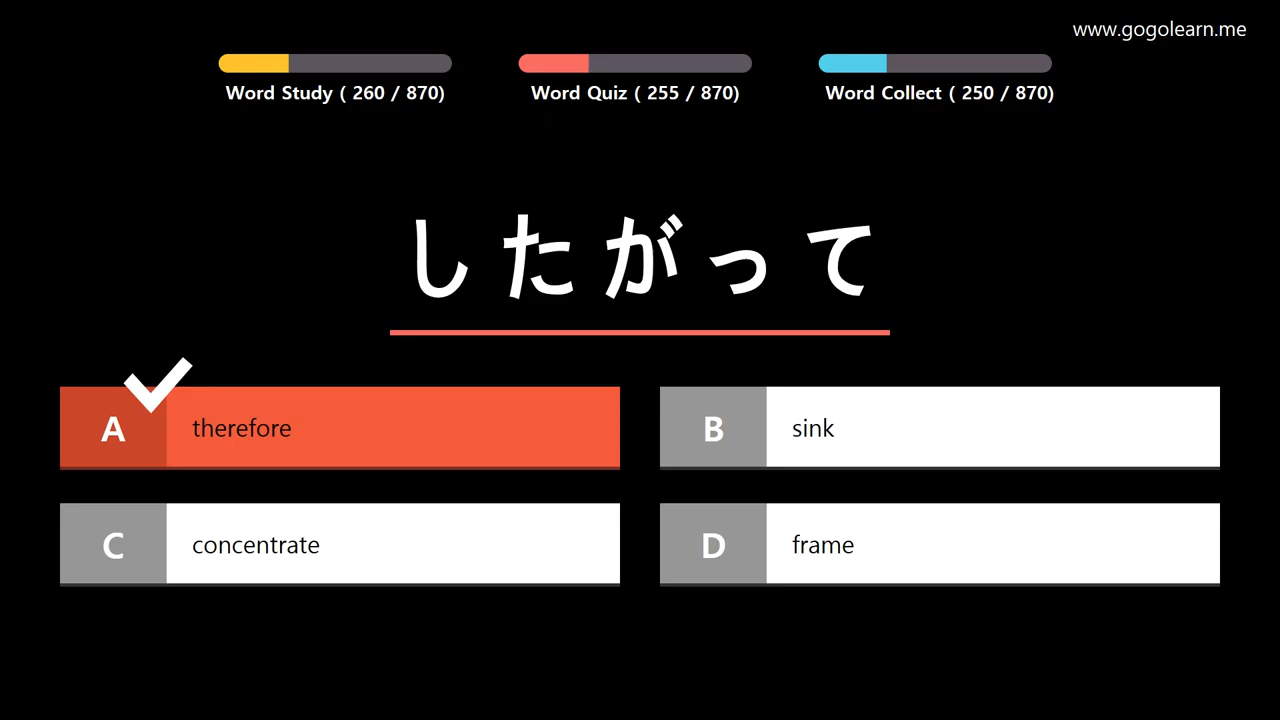 www.gogolearn.me
Word Study ( 260 / 870)
Word Quiz ( 255 / 870)
Word Collect ( 250 / 870)
したがって
A therefore
B sink
C concentrate
D frame